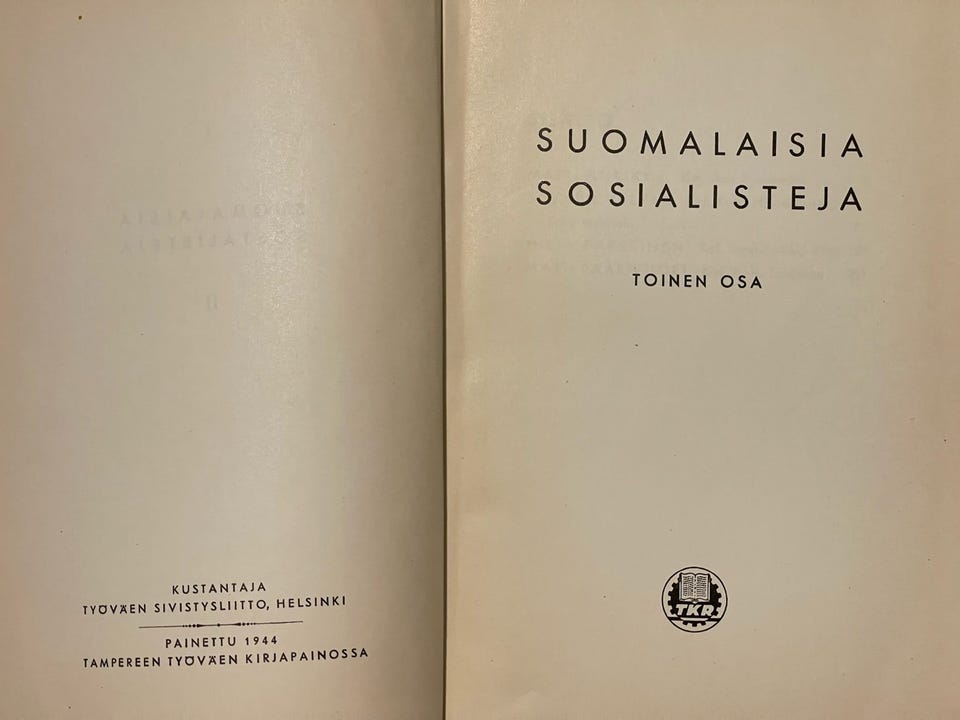 KUSTANTAJA
TYÖVÄEN SIVISTYSLIITTO, HELSINKI
PAINETTU 1944
TAMPEREEN TYÖVÄEN KIRJAPAINOSSA
SUOMALAISIA
SOSIALISTEJA
TOINEN OSA
TKR